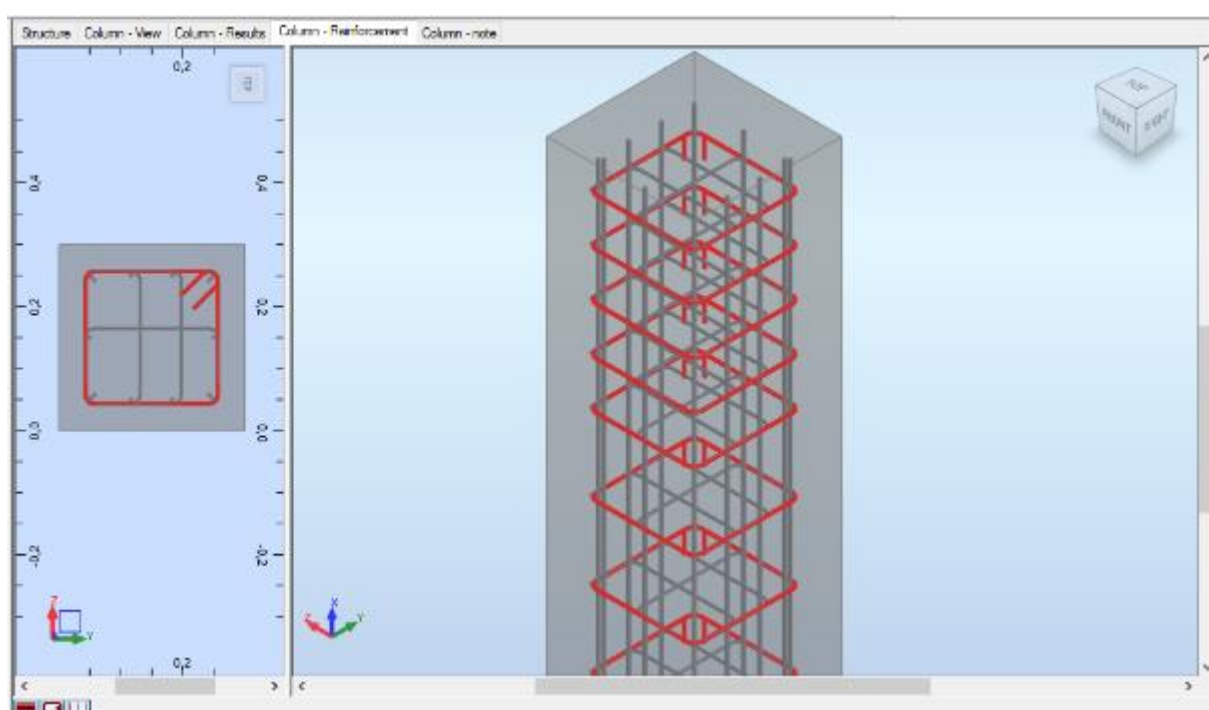 Structure Column - View Column - Results Column - Reinforcement Column - note
0,2
TOP
FRONT
RIGHT
0,4 0,4
0,2 0,2
0,0 0,0
-0,2 -0,2
X
Z Z Y
Y
0,2